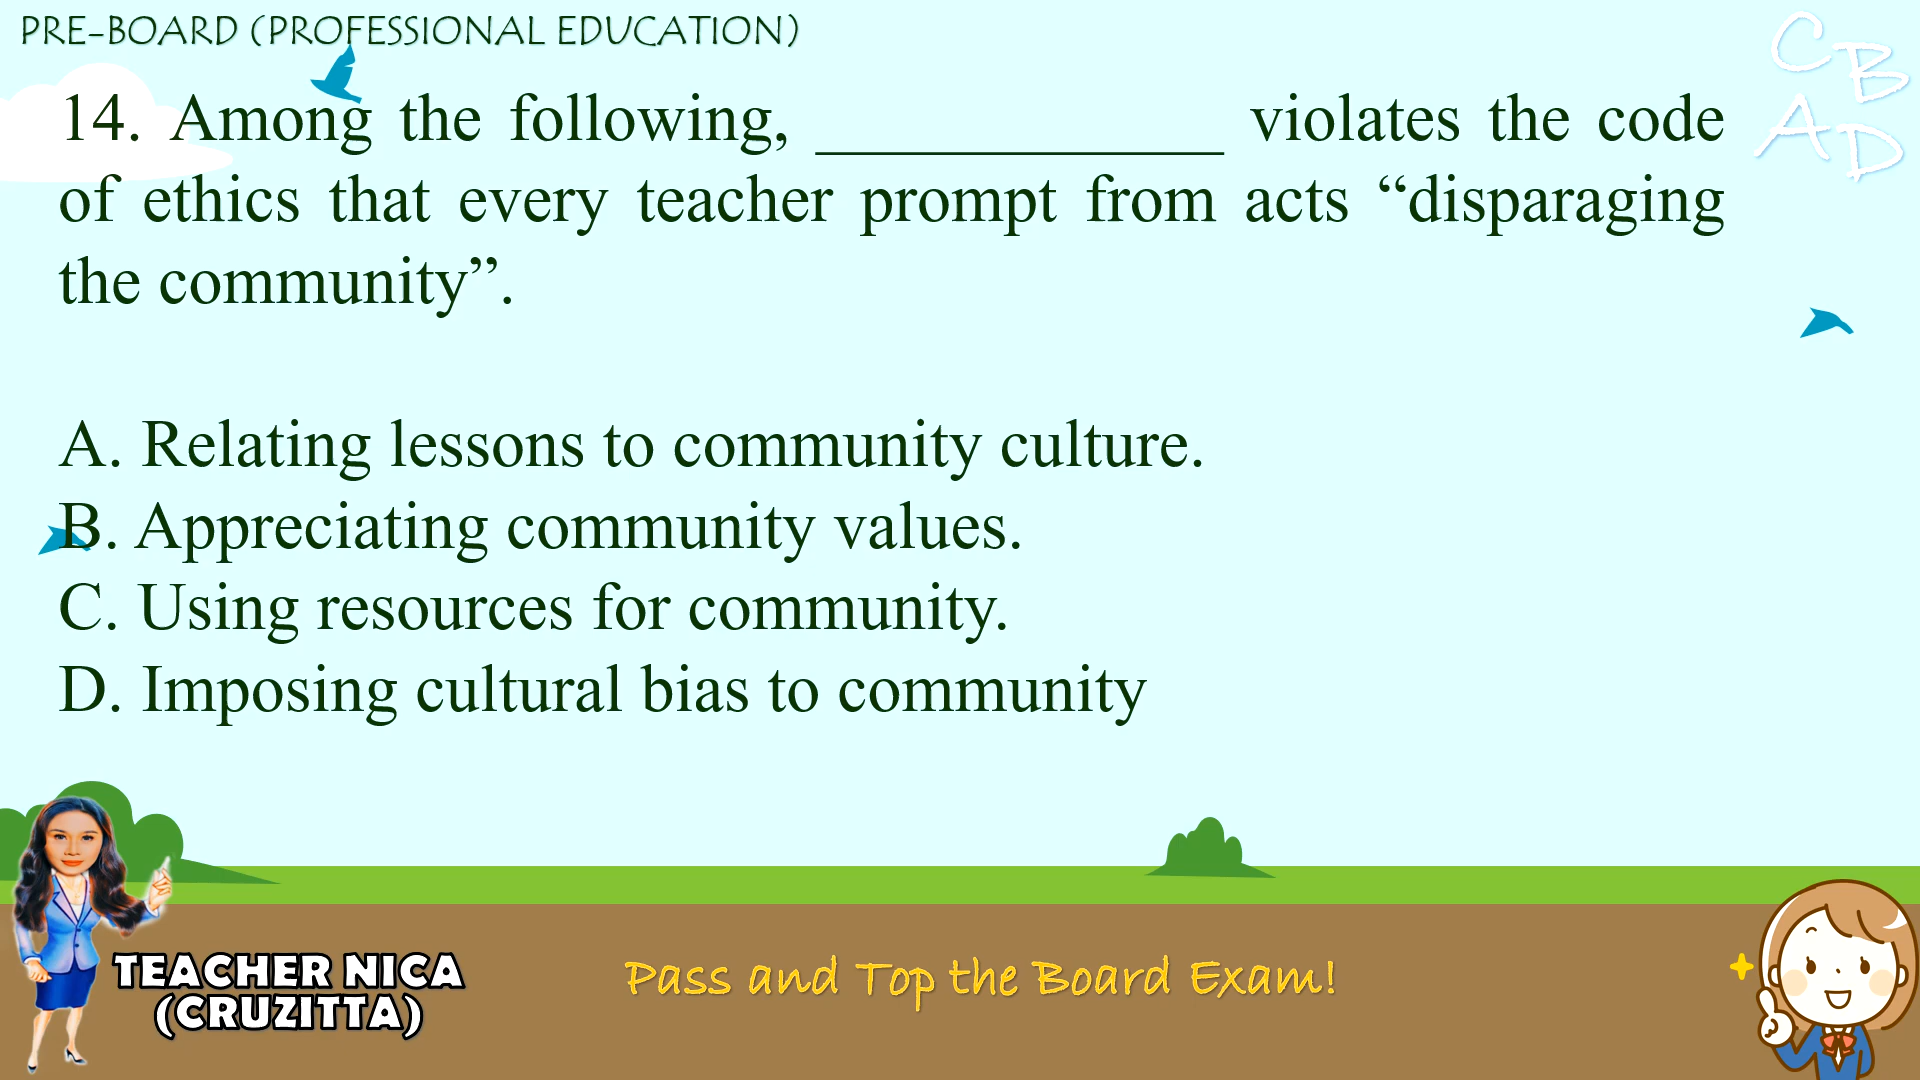 PRE-BOARD (PROFESSIONAL EDUCATION)
C B
A D
14. Among the following, ____________ violates the code
of ethics that every teacher prompt from acts “disparaging
the community”.
A. Relating lessons to community culture.
B. Appreciating community values.
C. Using resources for community.
D. Imposing cultural bias to community
TEACHER NICA
(CRUZITTA)
Pass and Top the Board Exam!